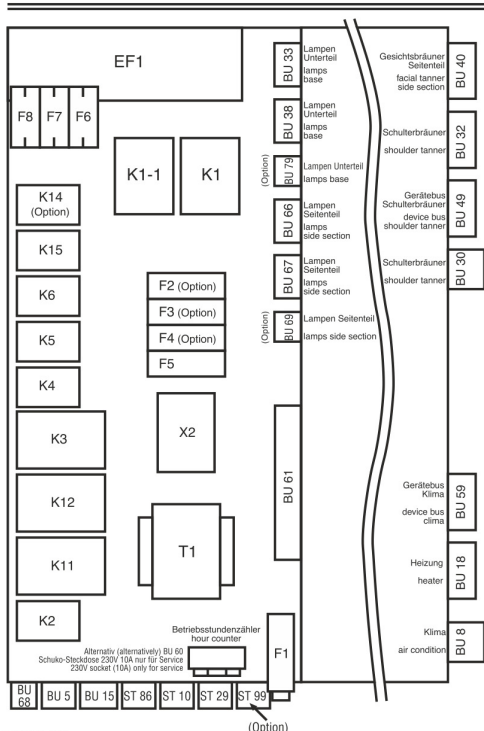 EF1
F8
F7
F6
K1-1
K1
K14
(Option)
K15
K6
K5
K4
K3
K12
K11
K2
F2 (Option)
F3 (Option)
F4 (Option)
F5
X2
T1
Betriebsstundenzähler
hour counter
Alternativ (alternatively) BU 60
Schuko-Steckdose 230V 10A nur für Service
230V socket (10A) only for service
F1
BU 33
Lampen
Unterteil
lamps
base
BU 38
Lampen
Unterteil
lamps
base
(Option)
BU 79
Lampen Unterteil
lamps base
BU 66
Lampen
Seitenteil
lamps
side section
BU 67
Lampen
Seitenteil
lamps
side section
(Option)
BU 69
Lampen Seitenteil
lamps side section
BU 61
Gesichtsbräuner
Seitenteil
facial tanner
side section
BU 40
Schulterbräuner
shoulder tanner
BU 32
Gerätebus
Schulterbräuner
device bus
shoulder tanner
BU 49
Schulterbräuner
shoulder tanner
BU 30
Gerätebus
Klima
device bus
clima
BU 59
Heizung
heater
BU 18
Klima
air condition
BU 8
BU
68
BU 5
BU 15
ST 86
ST 10
ST 29
ST 99
(Option)